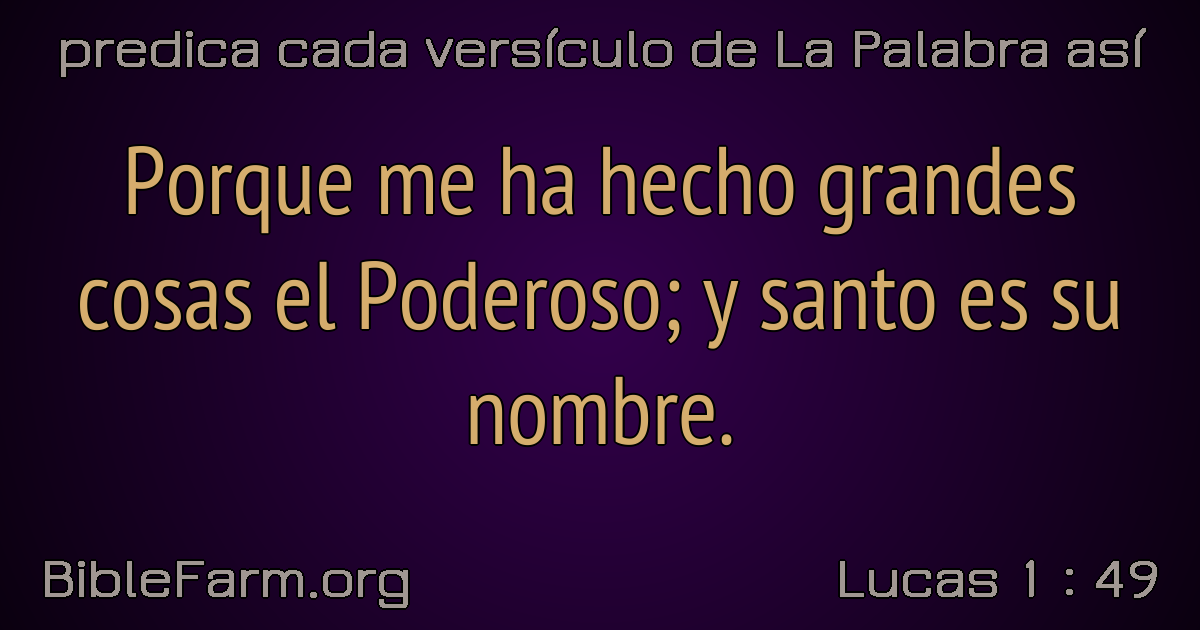 predica cada versículo de La Palabra así
Porque me ha hecho grandes
cosas el Poderoso; y santo es su
nombre.
BibleFarm.org
Lucas 1 : 49